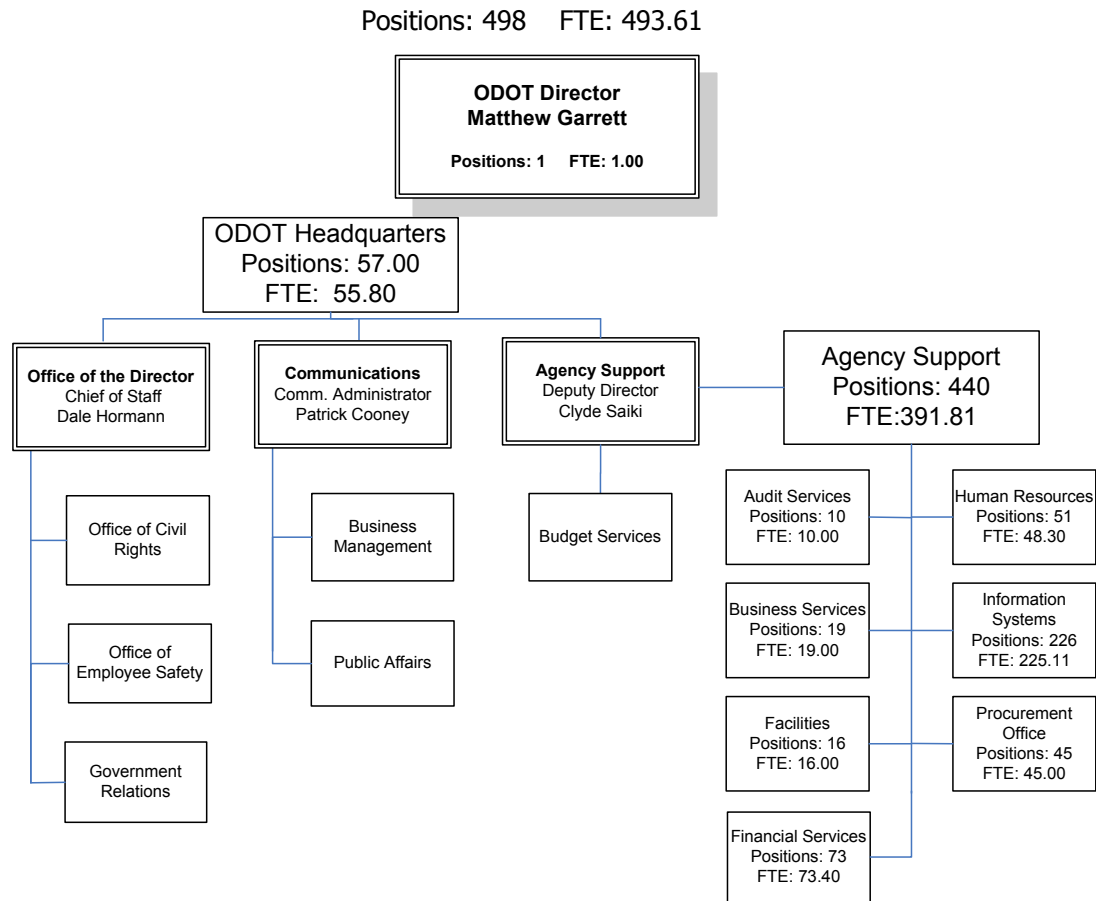 Positions: 498 FTE: 493.61
ODOT Director
Matthew Garrett
Positions: 1 FTE: 1.00
ODOT Headquarters
Positions: 57.00
FTE: 55.80
Office of the Director
Chief of Staff
Dale Hormann
Communications
Comm. Administrator
Patrick Cooney
Agency Support
Deputy Director
Clyde Saiki
Agency Support
Positions: 440
FTE:391.81
Office of Civil
Rights
Office of
Employee Safety
Government
Relations
Business
Management
Public Affairs
Budget Services
Audit Services
Positions: 10
FTE: 10.00
Human Resources
Positions: 51
FTE: 48.30
Business Services
Positions: 19
FTE: 19.00
Information
Systems
Positions: 226
FTE: 225.11
Facilities
Positions: 16
FTE: 16.00
Procurement
Office
Positions: 45
FTE: 45.00
Financial Services
Positions: 73
FTE: 73.40